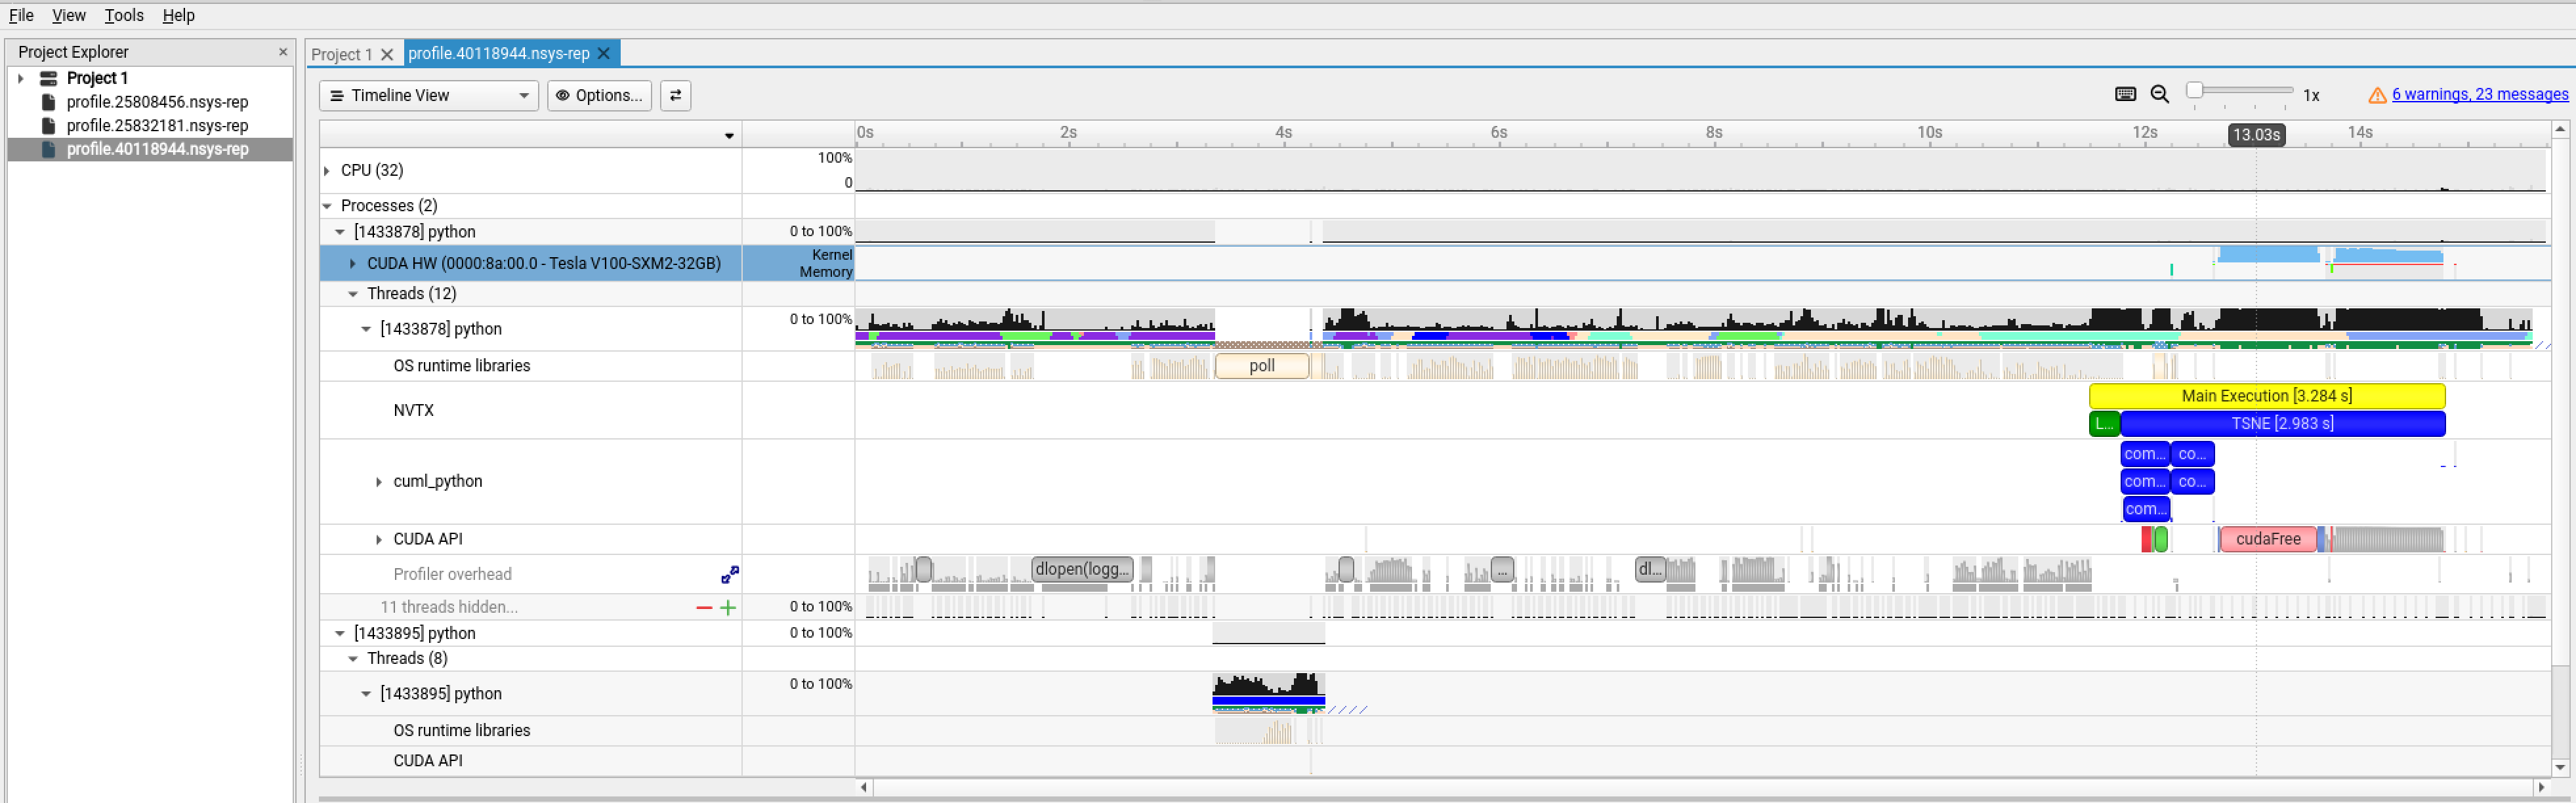 File View Tools Help
Project Explorer ×
Project 1
profile.25808456.nsys-rep
profile.25832181.nsys-rep
profile.40118944.nsys-rep
Project 1 profile.40118944.nsys-rep
Timeline View Options... 1x 6 warnings, 23 messages
0s 2s 4s 6s 8s 10s 12s 13.03s 14s
CPU (32) 100%
0
Processes (2)
[1433878] python 0 to 100%
CUDA HW (0000:8a:00.0 - Tesla V100-SXM2-32GB) Kernel
Memory
Threads (12)
[1433878] python 0 to 100%
OS runtime libraries poll
NVTX Main Execution [3.284 s]
L... TSNE [2.983 s]
cuml_python com... co...
com... co...
com...
CUDA API cudaFree
Profiler overhead dlopen(logg... ... dl...
11 threads hidden... 0 to 100%
[1433895] python 0 to 100%
Threads (8)
[1433895] python 0 to 100%
OS runtime libraries
CUDA API